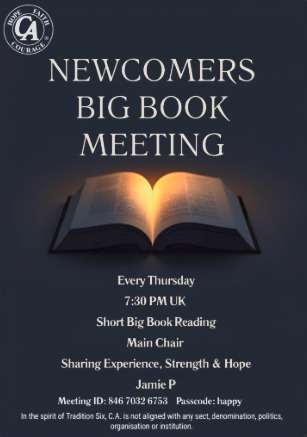 HOPE FAITH
CA
COURAGE
NEWCOMERS
BIG BOOK
MEETING
Every Thursday
7:30 PM UK
Short Big Book Reading
Main Chair
Sharing Experience, Strength & Hope
Jamie P
Meeting ID: 846 7032 6753 Passcode: happy
In the spirit of Tradition Six, C.A. is not aligned with any sect, denomination, politics,
organisation or institution.